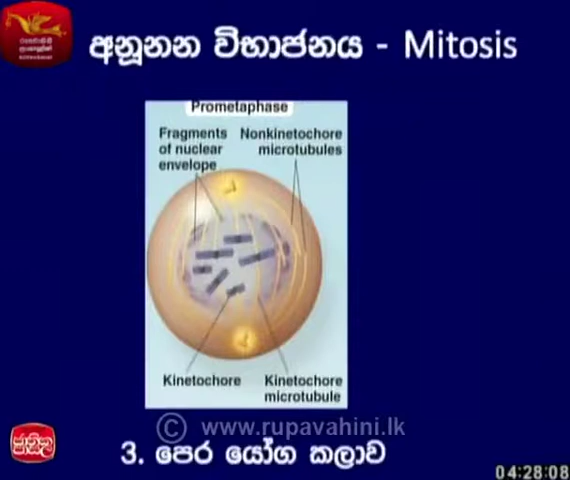 අනූනන විභාජනය - Mitosis
Prometaphase
Fragments of nuclear envelope
Nonkinetochore microtubules
Kinetochore
Kinetochore microtubule
© www.rupavahini.lk
3. පෙර යෝග කලාව
04:28:08